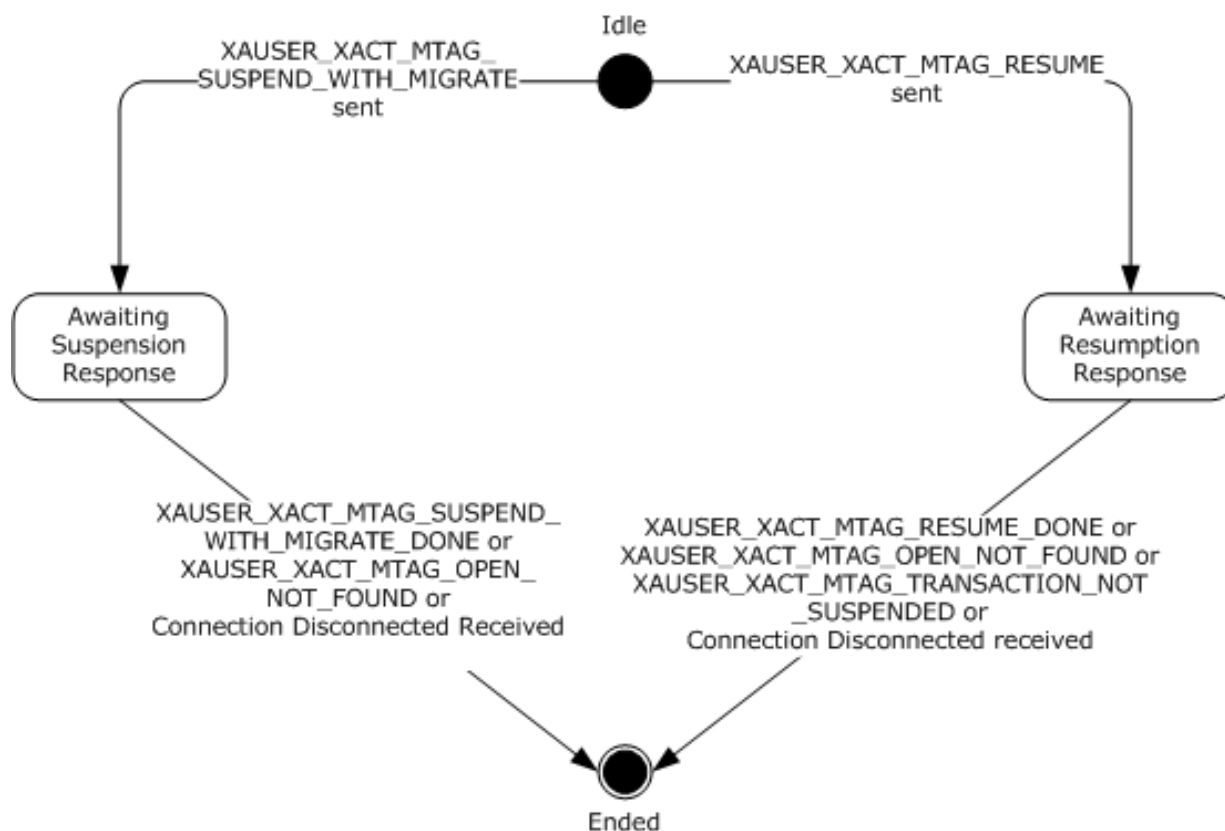 Idle
XAUSER_XACT_MTAG_
SUSPEND_WITH_MIGRATE
sent
XAUSER_XACT_MTAG_RESUME
sent
Awaiting
Suspension
Response
Awaiting
Resumption
Response
XAUSER_XACT_MTAG_SUSPEND_
WITH_MIGRATE_DONE or
XAUSER_XACT_MTAG_OPEN_
NOT_FOUND or
Connection Disconnected Received
XAUSER_XACT_MTAG_RESUME_DONE or
XAUSER_XACT_MTAG_OPEN_NOT_FOUND or
XAUSER_XACT_MTAG_TRANSACTION_NOT
_SUSPENDED or
Connection Disconnected received
Ended